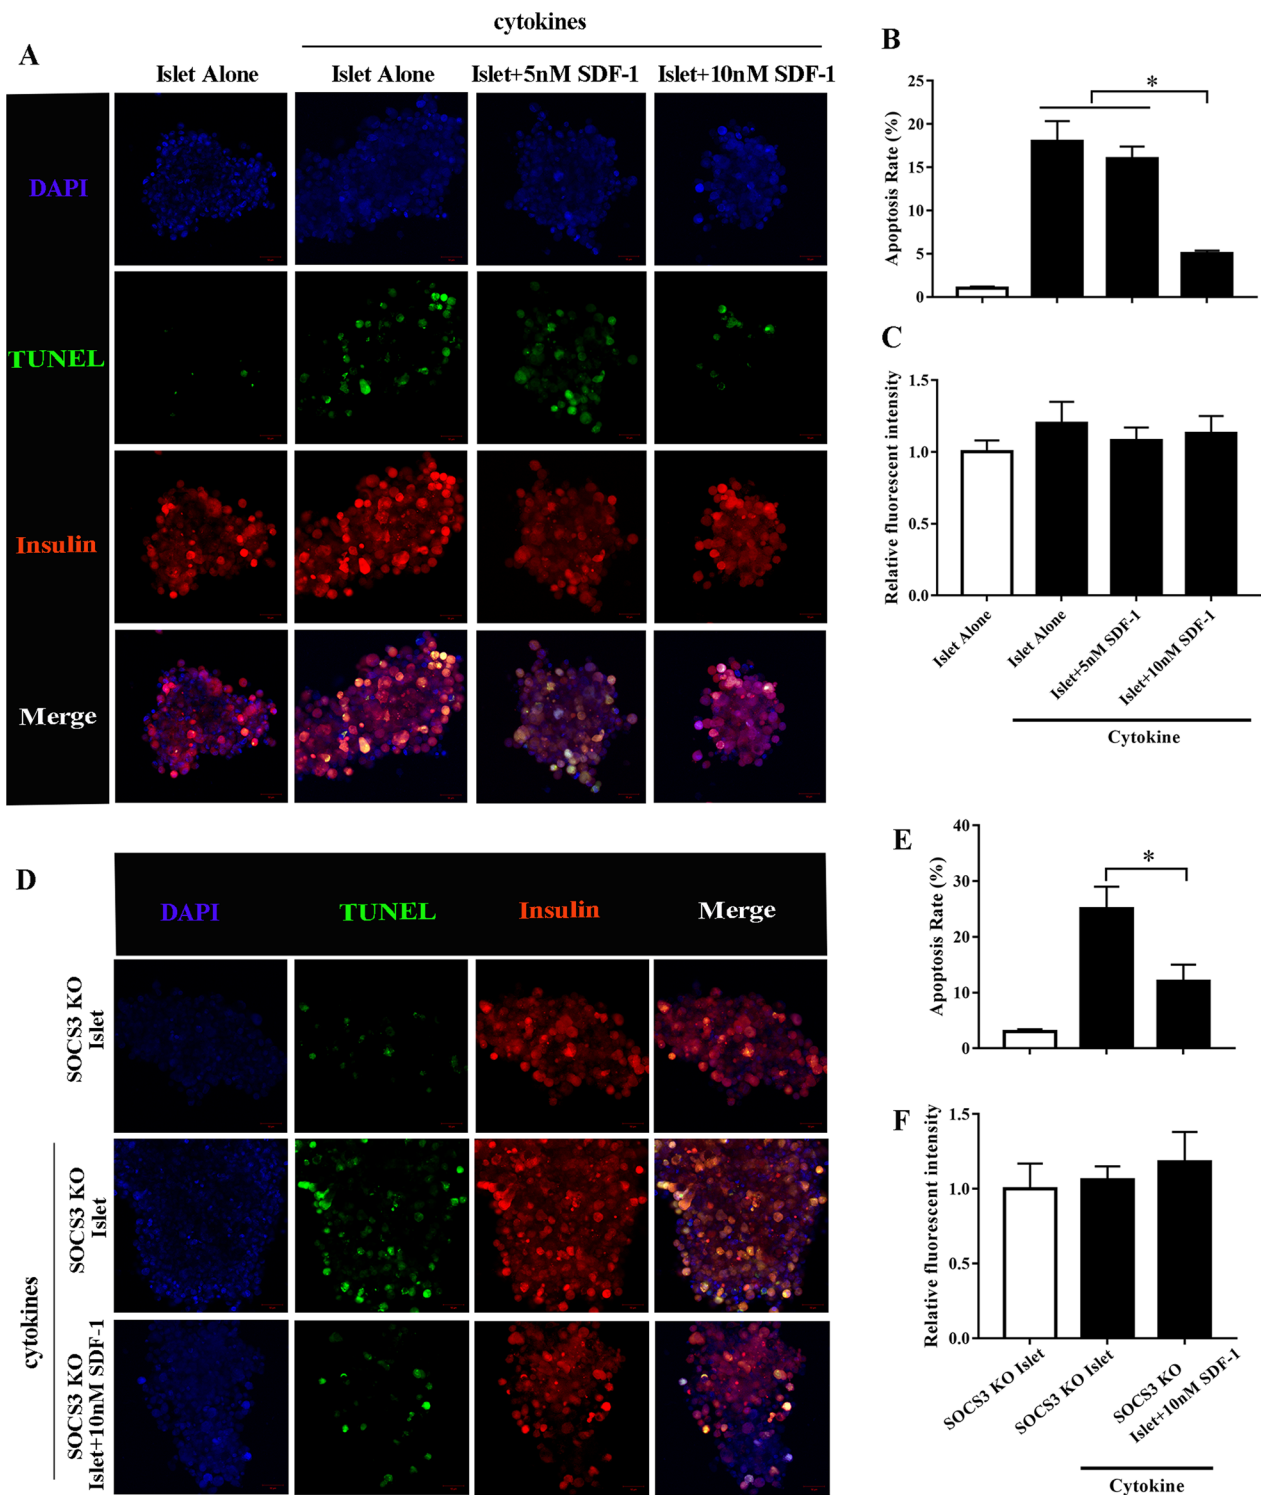 cytokines
A
Islet Alone
Islet Alone
Islet+5nM SDF-1
Islet+10nM SDF-1
DAPI
TUNEL
Insulin
Merge
B
Apoptosis Rate (%)
25
20
15
10
5
0
*
C
Relative fluorescent intensity
1.5
1.0
0.5
0.0
Islet Alone
Islet Alone
Islet+5nM SDF-1
Islet+10nM SDF-1
Cytokine
D
DAPI
TUNEL
Insulin
Merge
SOCS3 KO
Islet
cytokines
SOCS3 KO
Islet
SOCS3 KO
Islet+10nM SDF-1
E
Apoptosis Rate (%)
40
30
20
10
0
*
F
Relative fluorescent intensity
1.5
1.0
0.5
0.0
SOCS3 KO Islet
SOCS3 KO Islet
SOCS3 KO
Islet+10nM SDF-1
Cytokine